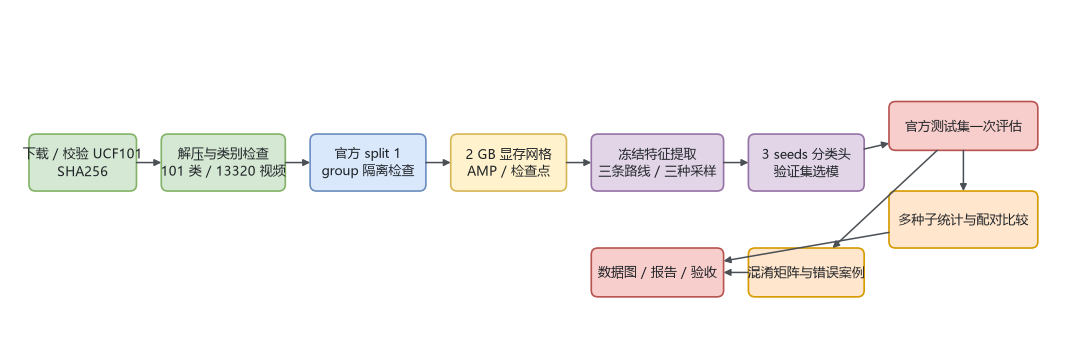 下载 / 校验 UCF101
SHA256
解压与类别检查
101 类 / 13320 视频
官方 split 1
group 隔离检查
2 GB 显存网格
AMP / 检查点
冻结特征提取
三条路线 / 三种采样
3 seeds 分类头
验证集选模
官方测试集一次评估
多种子统计与配对比较
混淆矩阵与错误案例
数据图 / 报告 / 验收